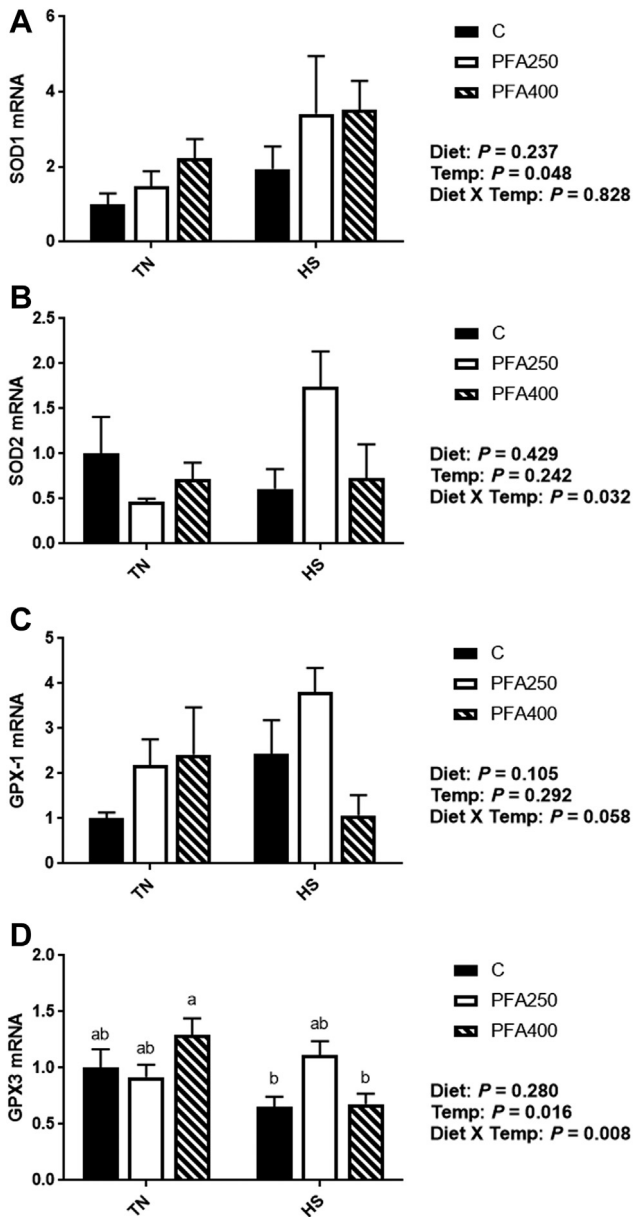 A
SOD1 mRNA
6
4
2
0
TN
HS
C
PFA250
PFA400
Diet: P = 0.237
Temp: P = 0.048
Diet X Temp: P = 0.828
B
SOD2 mRNA
2.5
2.0
1.5
1.0
0.5
0.0
TN
HS
C
PFA250
PFA400
Diet: P = 0.429
Temp: P = 0.242
Diet X Temp: P = 0.032
C
GPX-1 mRNA
5
4
3
2
1
0
TN
HS
C
PFA250
PFA400
Diet: P = 0.105
Temp: P = 0.292
Diet X Temp: P = 0.058
D
GPX3 mRNA
2.0
1.5
1.0
0.5
0.0
ab
ab
a
b
ab
b
TN
HS
C
PFA250
PFA400
Diet: P = 0.280
Temp: P = 0.016
Diet X Temp: P = 0.008